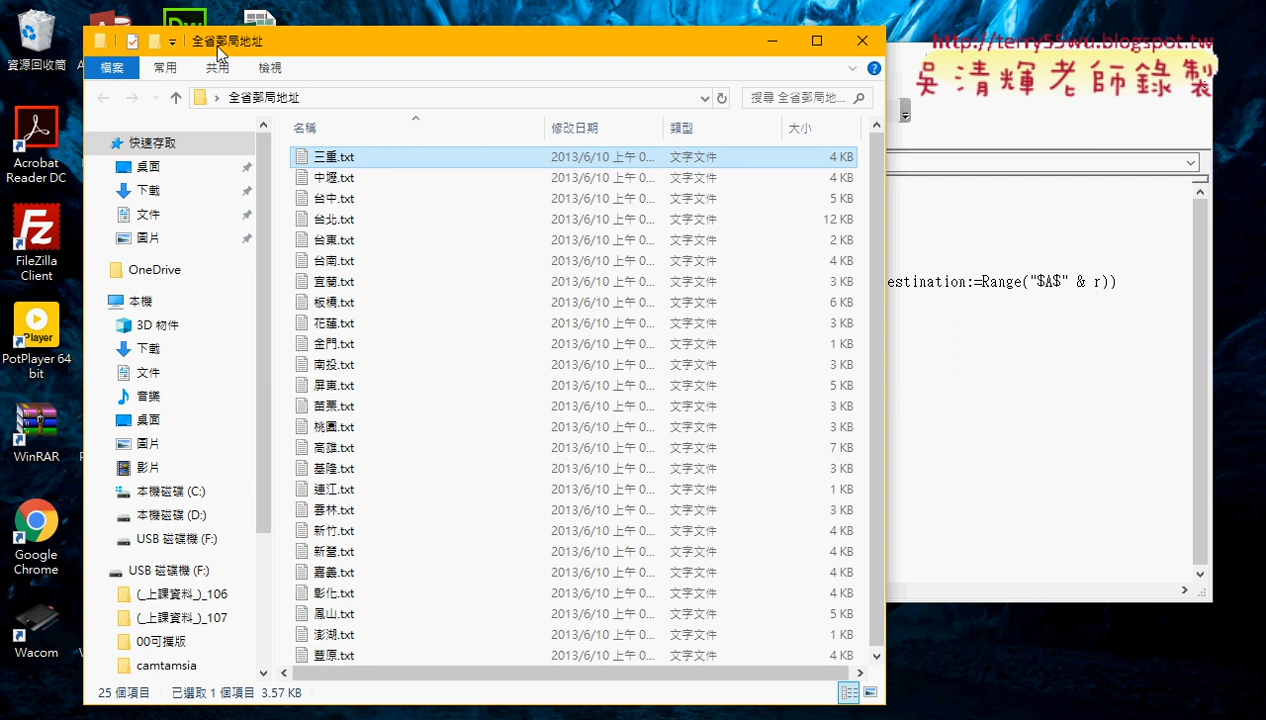 http://terry55wu.blogspot.tw
吳清輝老師錄製
全省郵局地址
檔案 常用 共用 檢視
全省郵局地址
搜尋 全省郵局地...
名稱 修改日期 類型 大小
快速存取
桌面
下載
文件
圖片
OneDrive
本機
3D 物件
下載
文件
音樂
桌面
圖片
影片
本機磁碟 (C:)
本機磁碟 (D:)
USB 磁碟機 (F:)
USB 磁碟機 (F:)
(_上課資料_)_106
(_上課資料_)_107
00可攜版
camtamsia
三重.txt 2013/6/10 上午 0... 文字文件 4 KB
中壢.txt 2013/6/10 上午 0... 文字文件 4 KB
台中.txt 2013/6/10 上午 0... 文字文件 5 KB
台北.txt 2013/6/10 上午 0... 文字文件 12 KB
台東.txt 2013/6/10 上午 0... 文字文件 2 KB
台南.txt 2013/6/10 上午 0... 文字文件 4 KB
宜蘭.txt 2013/6/10 上午 0... 文字文件 3 KB
板橋.txt 2013/6/10 上午 0... 文字文件 6 KB
花蓮.txt 2013/6/10 上午 0... 文字文件 3 KB
金門.txt 2013/6/10 上午 0... 文字文件 1 KB
南投.txt 2013/6/10 上午 0... 文字文件 3 KB
屏東.txt 2013/6/10 上午 0... 文字文件 5 KB
苗栗.txt 2013/6/10 上午 0... 文字文件 3 KB
桃園.txt 2013/6/10 上午 0... 文字文件 3 KB
高雄.txt 2013/6/10 上午 0... 文字文件 7 KB
基隆.txt 2013/6/10 上午 0... 文字文件 3 KB
連江.txt 2013/6/10 上午 0... 文字文件 1 KB
雲林.txt 2013/6/10 上午 0... 文字文件 3 KB
新竹.txt 2013/6/10 上午 0... 文字文件 4 KB
新營.txt 2013/6/10 上午 0... 文字文件 4 KB
嘉義.txt 2013/6/10 上午 0... 文字文件 4 KB
彰化.txt 2013/6/10 上午 0... 文字文件 4 KB
鳳山.txt 2013/6/10 上午 0... 文字文件 5 KB
澎湖.txt 2013/6/10 上午 0... 文字文件 1 KB
豐原.txt 2013/6/10 上午 0... 文字文件 4 KB
25 個項目 已選取 1 個項目 3.57 KB
estination:=Range("$A$" & r))
資源回收筒
Acrobat
Reader DC
FileZilla
Client
Player
PotPlayer 64
bit
WinRAR
Google
Chrome
Wacom
Dw